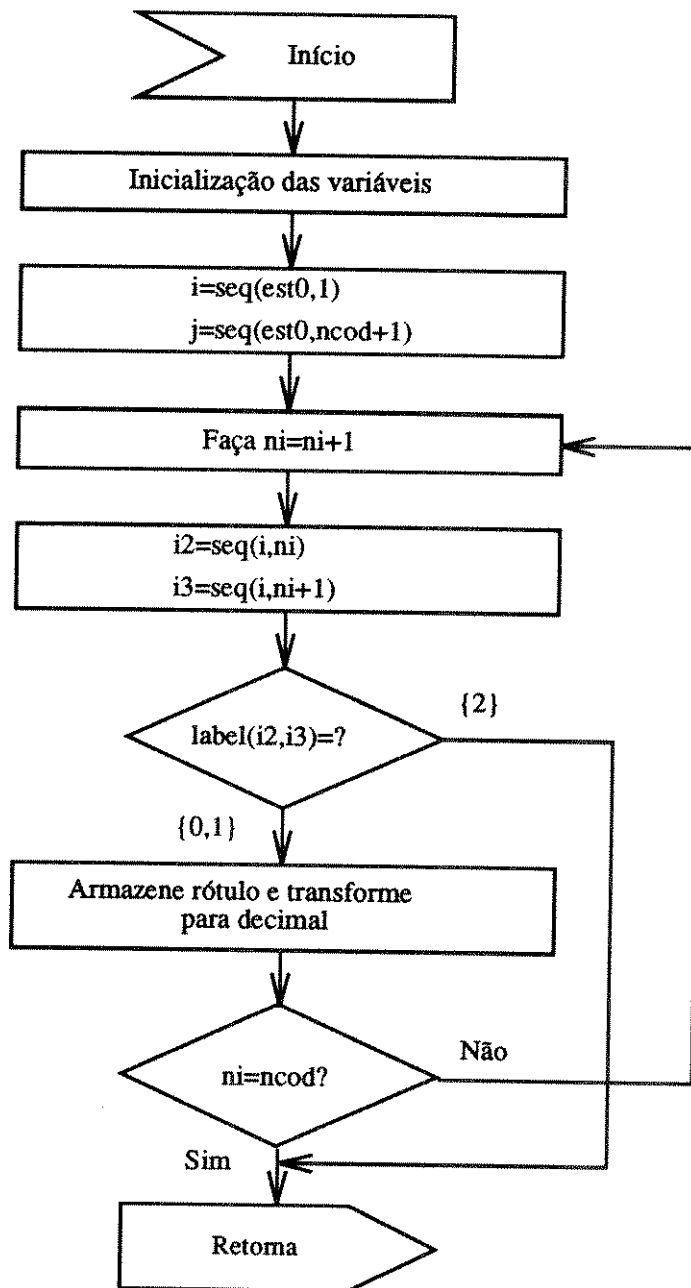 Início
Inicialização das variáveis
i=seq(est0,1)
j=seq(est0,ncod+1)
Faça ni=ni+1
i2=seq(i,ni)
i3=seq(i,ni+1)
label(i2,i3)=?
{2}
{0,1}
Armazene rótulo e transforme
para decimal
ni=ncod?
Não
Sim
Retorna